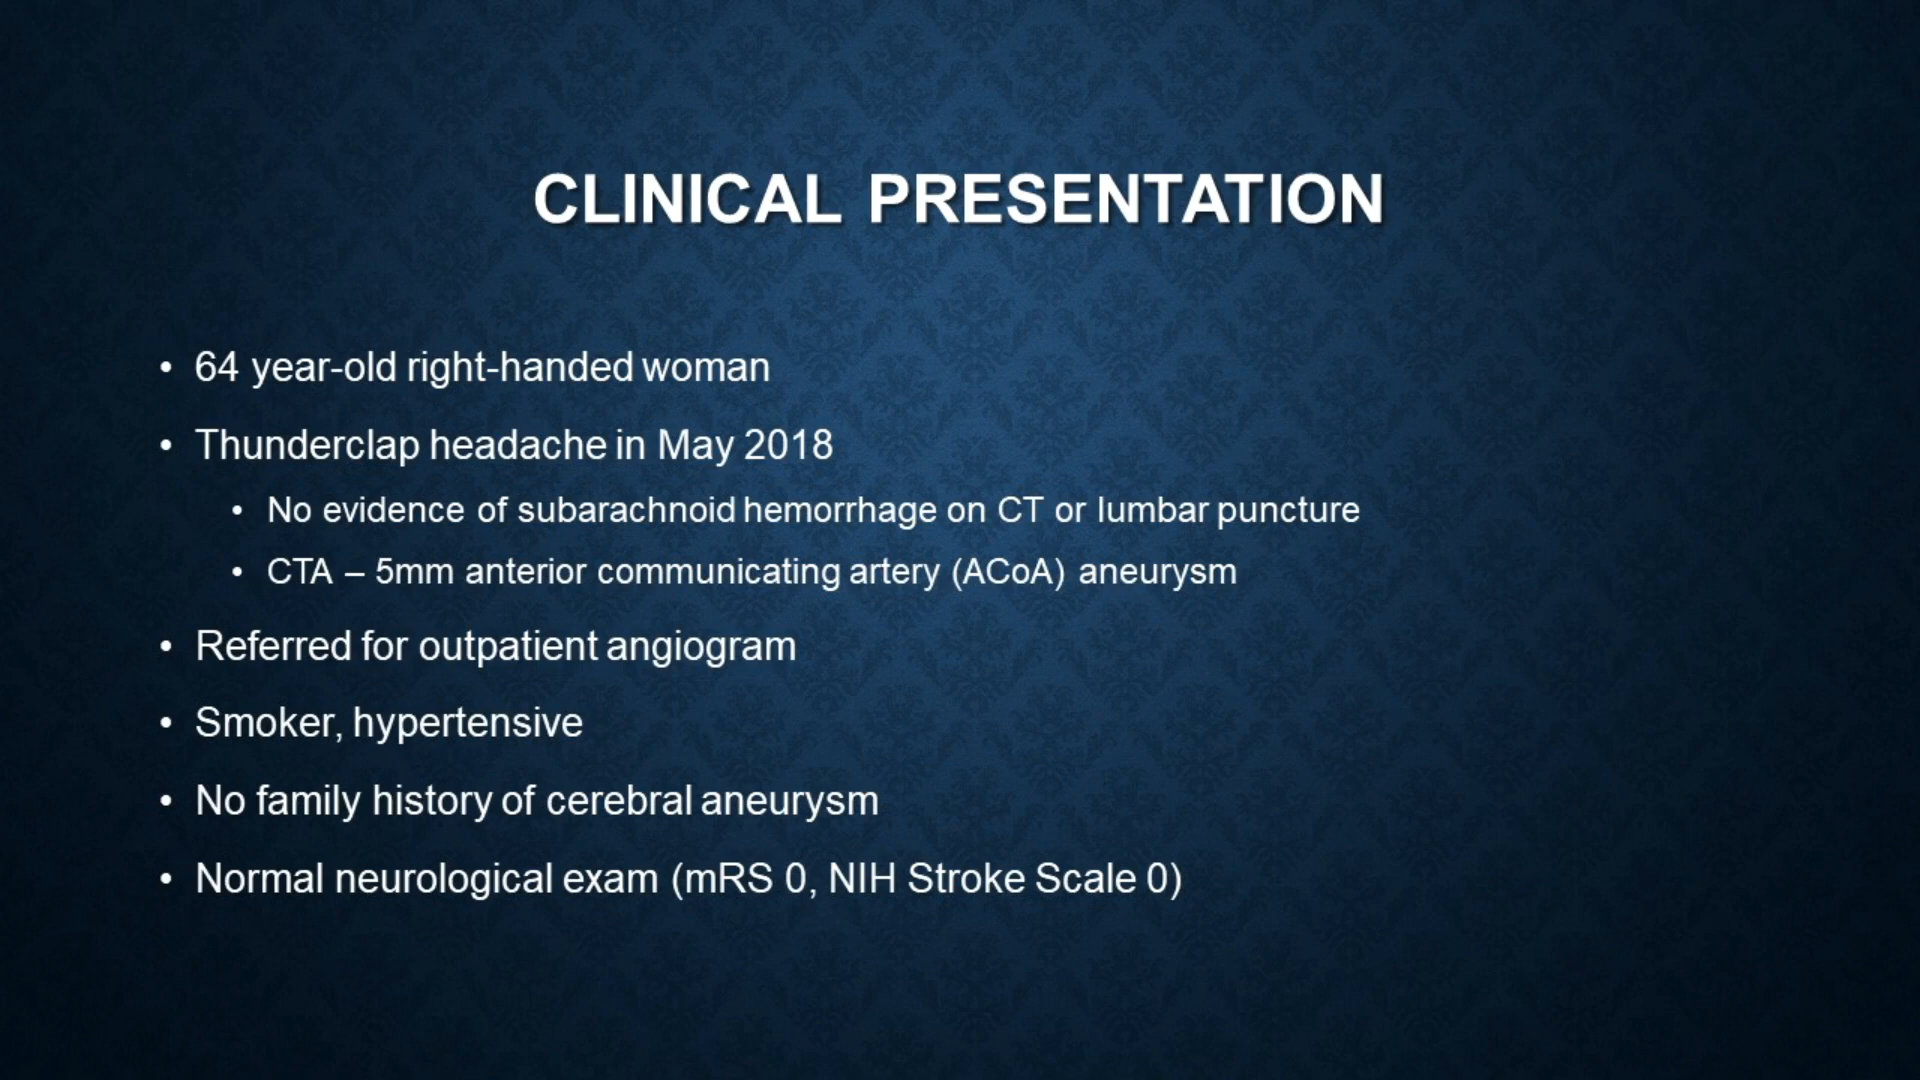 CLINICAL PRESENTATION
• 64 year-old right-handed woman
• Thunderclap headache in May 2018
• No evidence of subarachnoid hemorrhage on CT or lumbar puncture
• CTA – 5mm anterior communicating artery (ACoA) aneurysm
• Referred for outpatient angiogram
• Smoker, hypertensive
• No family history of cerebral aneurysm
• Normal neurological exam (mRS 0, NIH Stroke Scale 0)